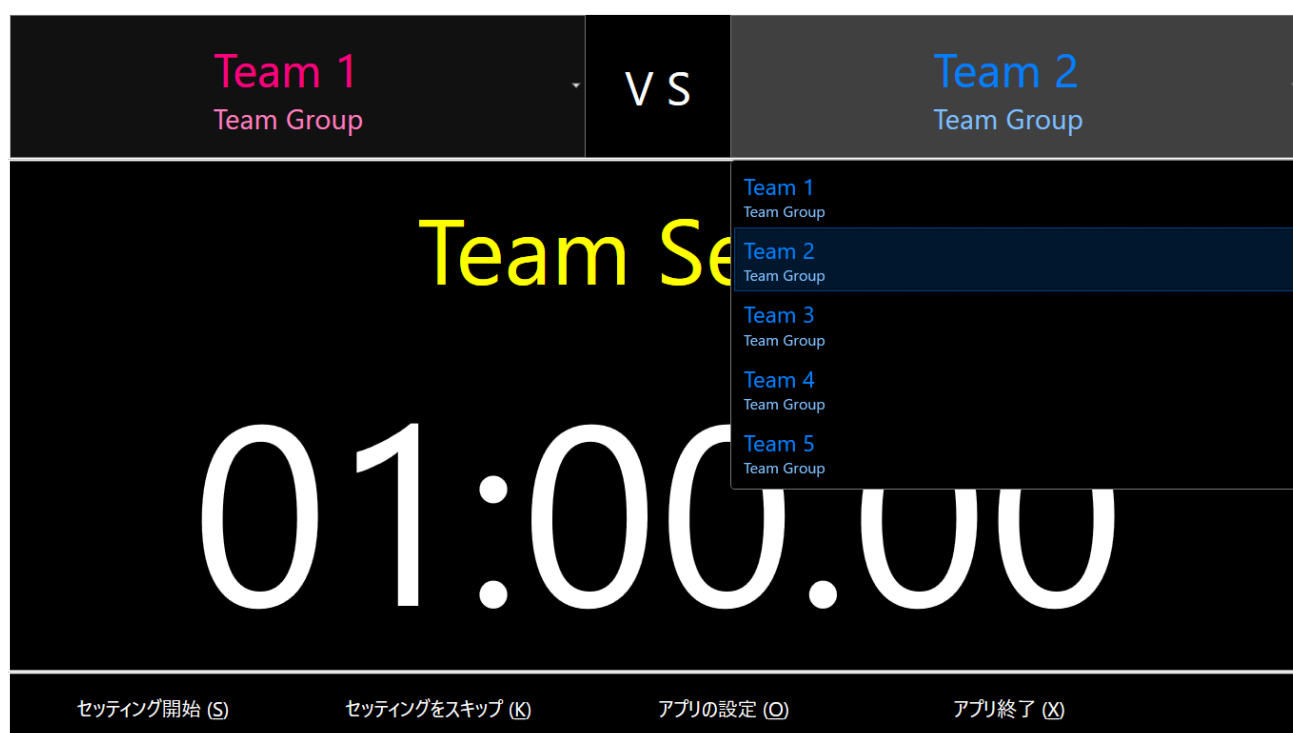 Team 1
Team Group
V S
Team 2
Team Group
Team Se
Team 1
Team Group
Team 2
Team Group
Team 3
Team Group
Team 4
Team Group
Team 5
Team Group
01:00.00
セッティング開始 (S)
セッティングをスキップ (K)
アプリの設定 (O)
アプリ終了 (X)